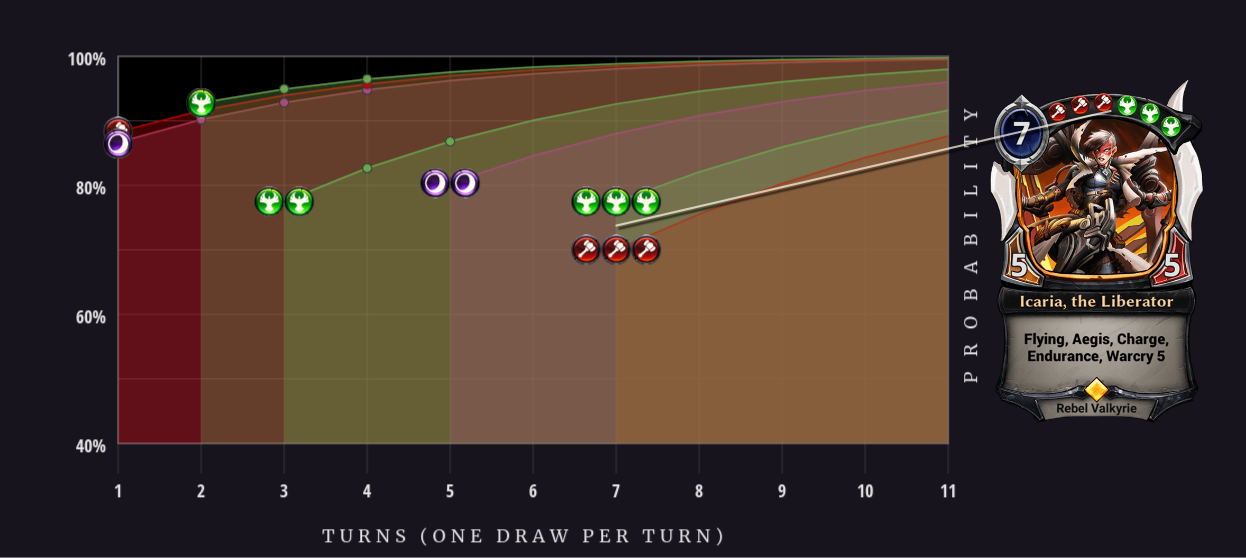 100%
80%
60%
40%
1 2 3 4 5 6 7 8 9 10 11
TURNS (ONE DRAW PER TURN)
PROBABILITY
7
5
5
Icaria, the Liberator
Flying, Aegis, Charge,
Endurance, Warcry 5
Rebel Valkyrie